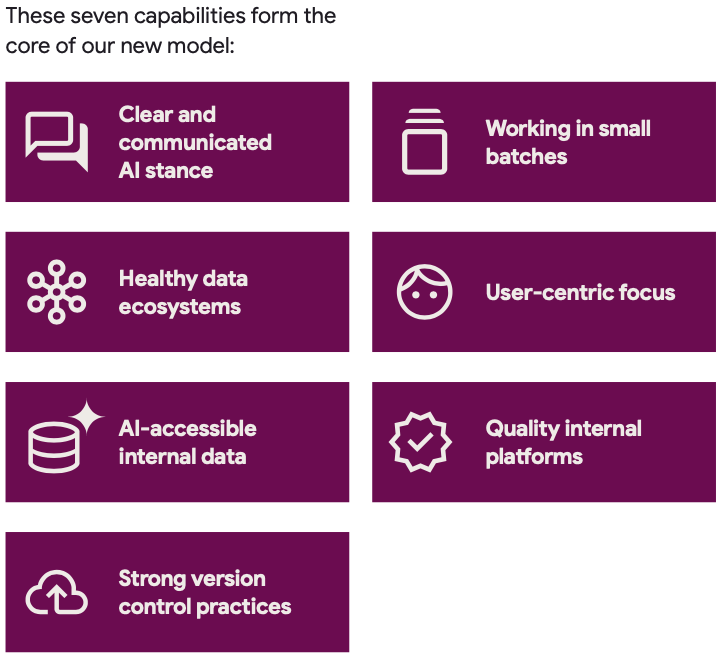 These seven capabilities form the
core of our new model:
Clear and
communicated
AI stance
Working in small
batches
Healthy data
ecosystems
User-centric focus
AI-accessible
internal data
Quality internal
platforms
Strong version
control practices